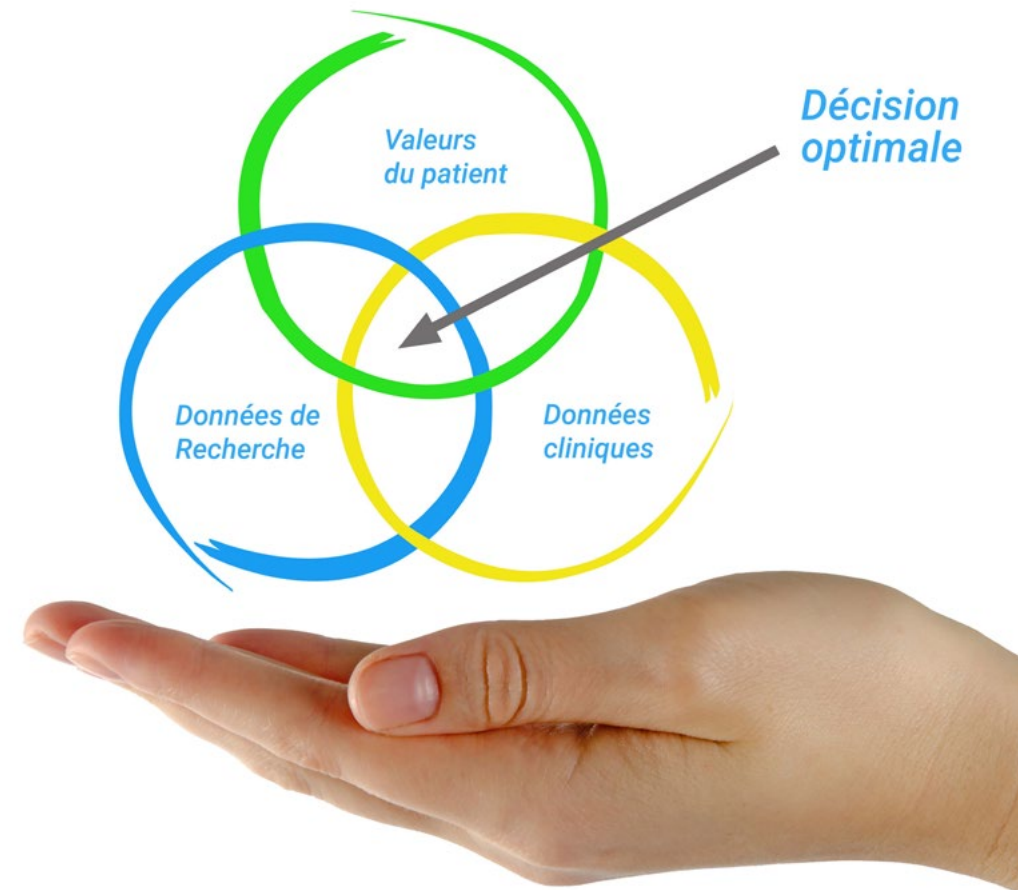 Décision
optimale
Valeurs
du patient
Données de
Recherche
Données
cliniques